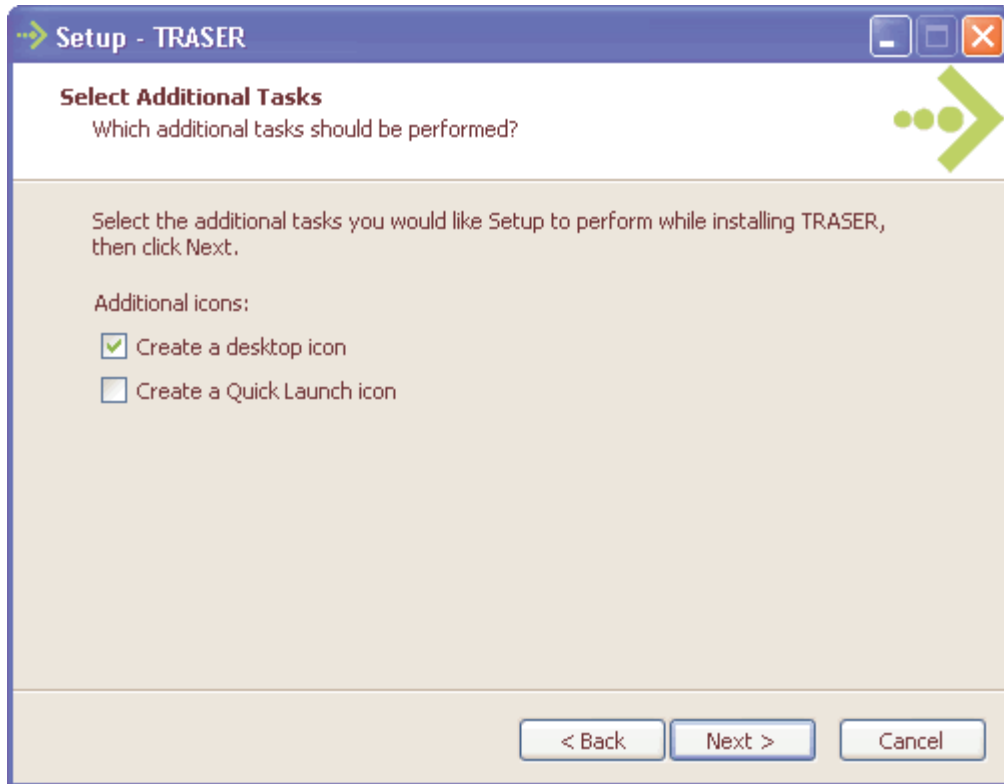 Setup - TRASER
Select Additional Tasks
Which additional tasks should be performed?
Select the additional tasks you would like Setup to perform while installing TRASER,
then click Next.
Additional icons:
Create a desktop icon
Create a Quick Launch icon
< Back
Next >
Cancel